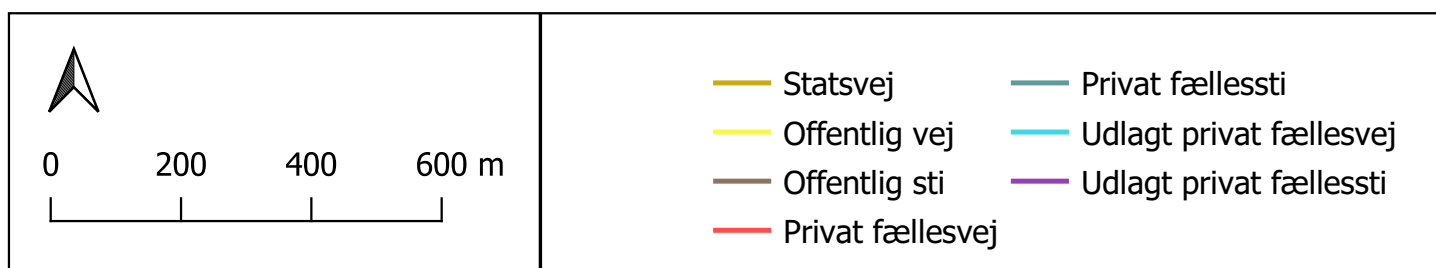 0 200 400 600 m
Statsvej
Offentlig vej
Offentlig sti
Privat fællesvej
Privat fællessti
Udlagt privat fællesvej
Udlagt privat fællessti